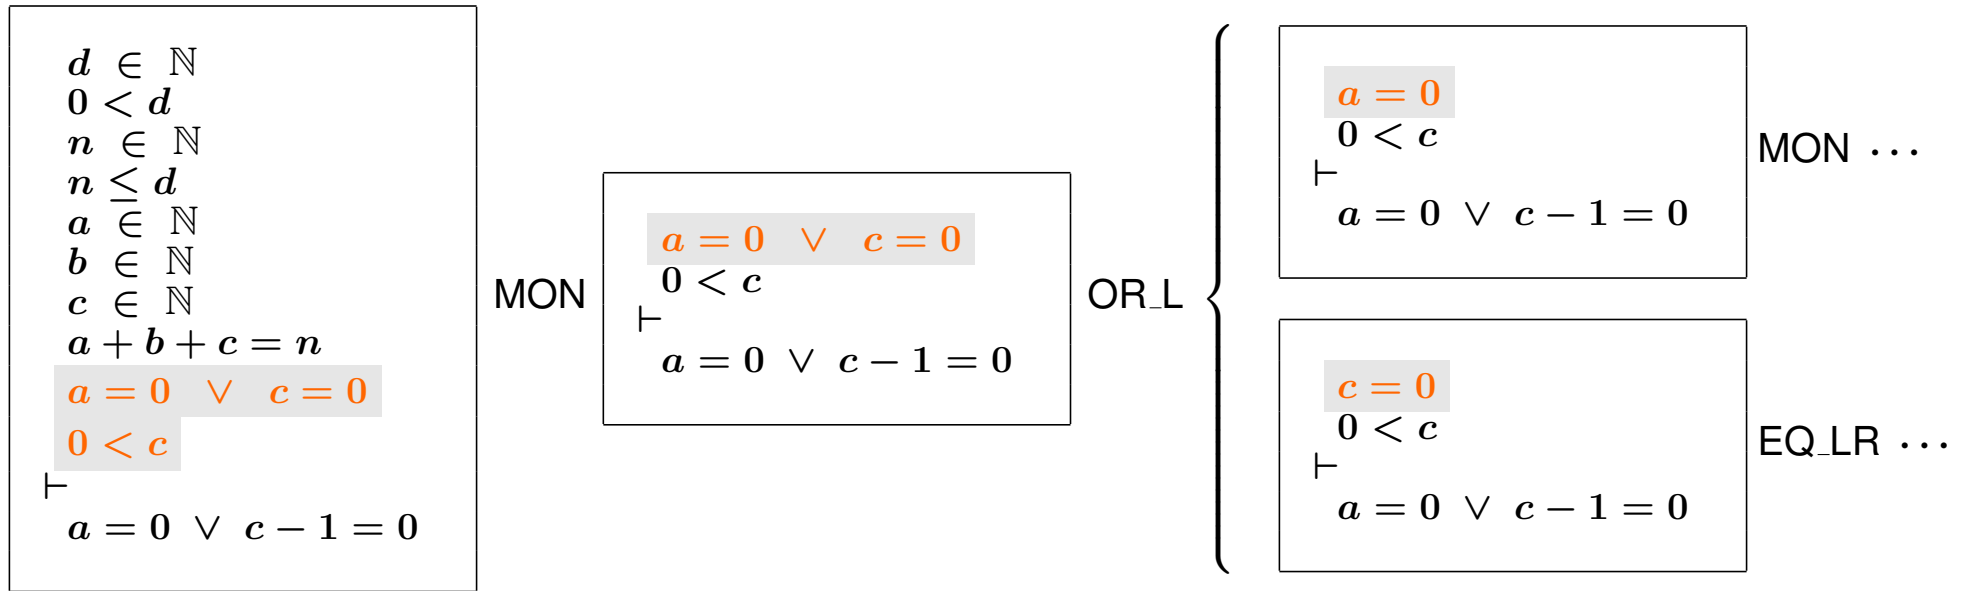 d ∈ ℕ
0 < d
n ∈ ℕ
n ≤ d
a ∈ ℕ
b ∈ ℕ
c ∈ ℕ
a + b + c = n
a = 0 ∨ c = 0
0 < c
⊢
a = 0 ∨ c − 1 = 0
MON
a = 0 ∨ c = 0
0 < c
⊢
a = 0 ∨ c − 1 = 0
OR_L
a = 0
0 < c
⊢
a = 0 ∨ c − 1 = 0
MON ···
c = 0
0 < c
⊢
a = 0 ∨ c − 1 = 0
EQ_LR ···